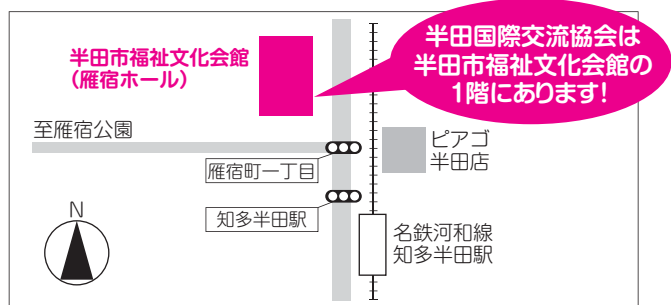 半田国際交流協会は
半田市福祉文化会館の
1階にあります!
半田市福祉文化会館
(雁宿ホール)
至雁宿公園
雁宿町一丁目
ピアゴ
半田店
知多半田駅
名鉄河和線
知多半田駅
N